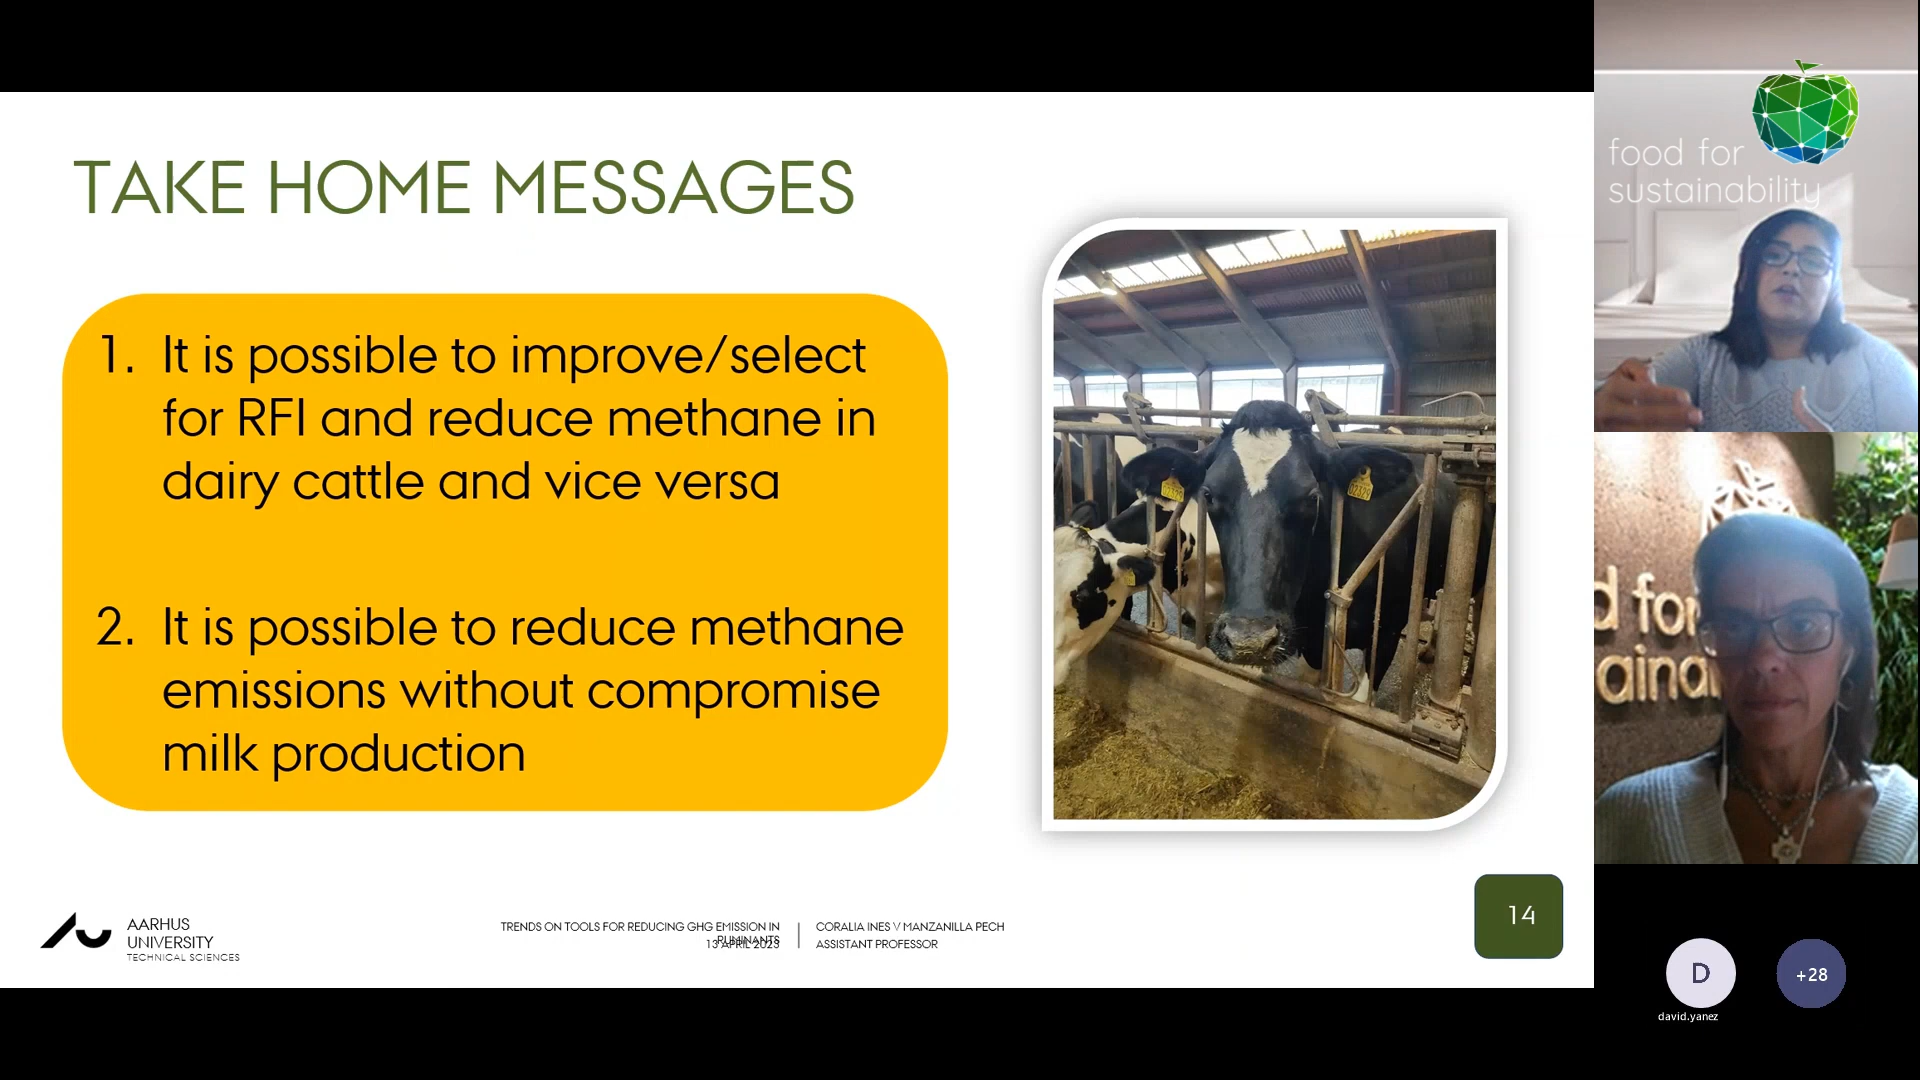 TAKE HOME MESSAGES
1. It is possible to improve/select
for RFI and reduce methane in
dairy cattle and vice versa
2. It is possible to reduce methane
emissions without compromise
milk production
AARHUS
UNIVERSITY
TECHNICAL SCIENCES
TRENDS ON TOOLS FOR REDUCING GHG EMISSION IN
RUMINANTS
13 APRIL 2023
CORALIA INES V MANZANILLA PECH
ASSISTANT PROFESSOR
14
food for
sustainability
d for
aina
D
+28
david.yanez